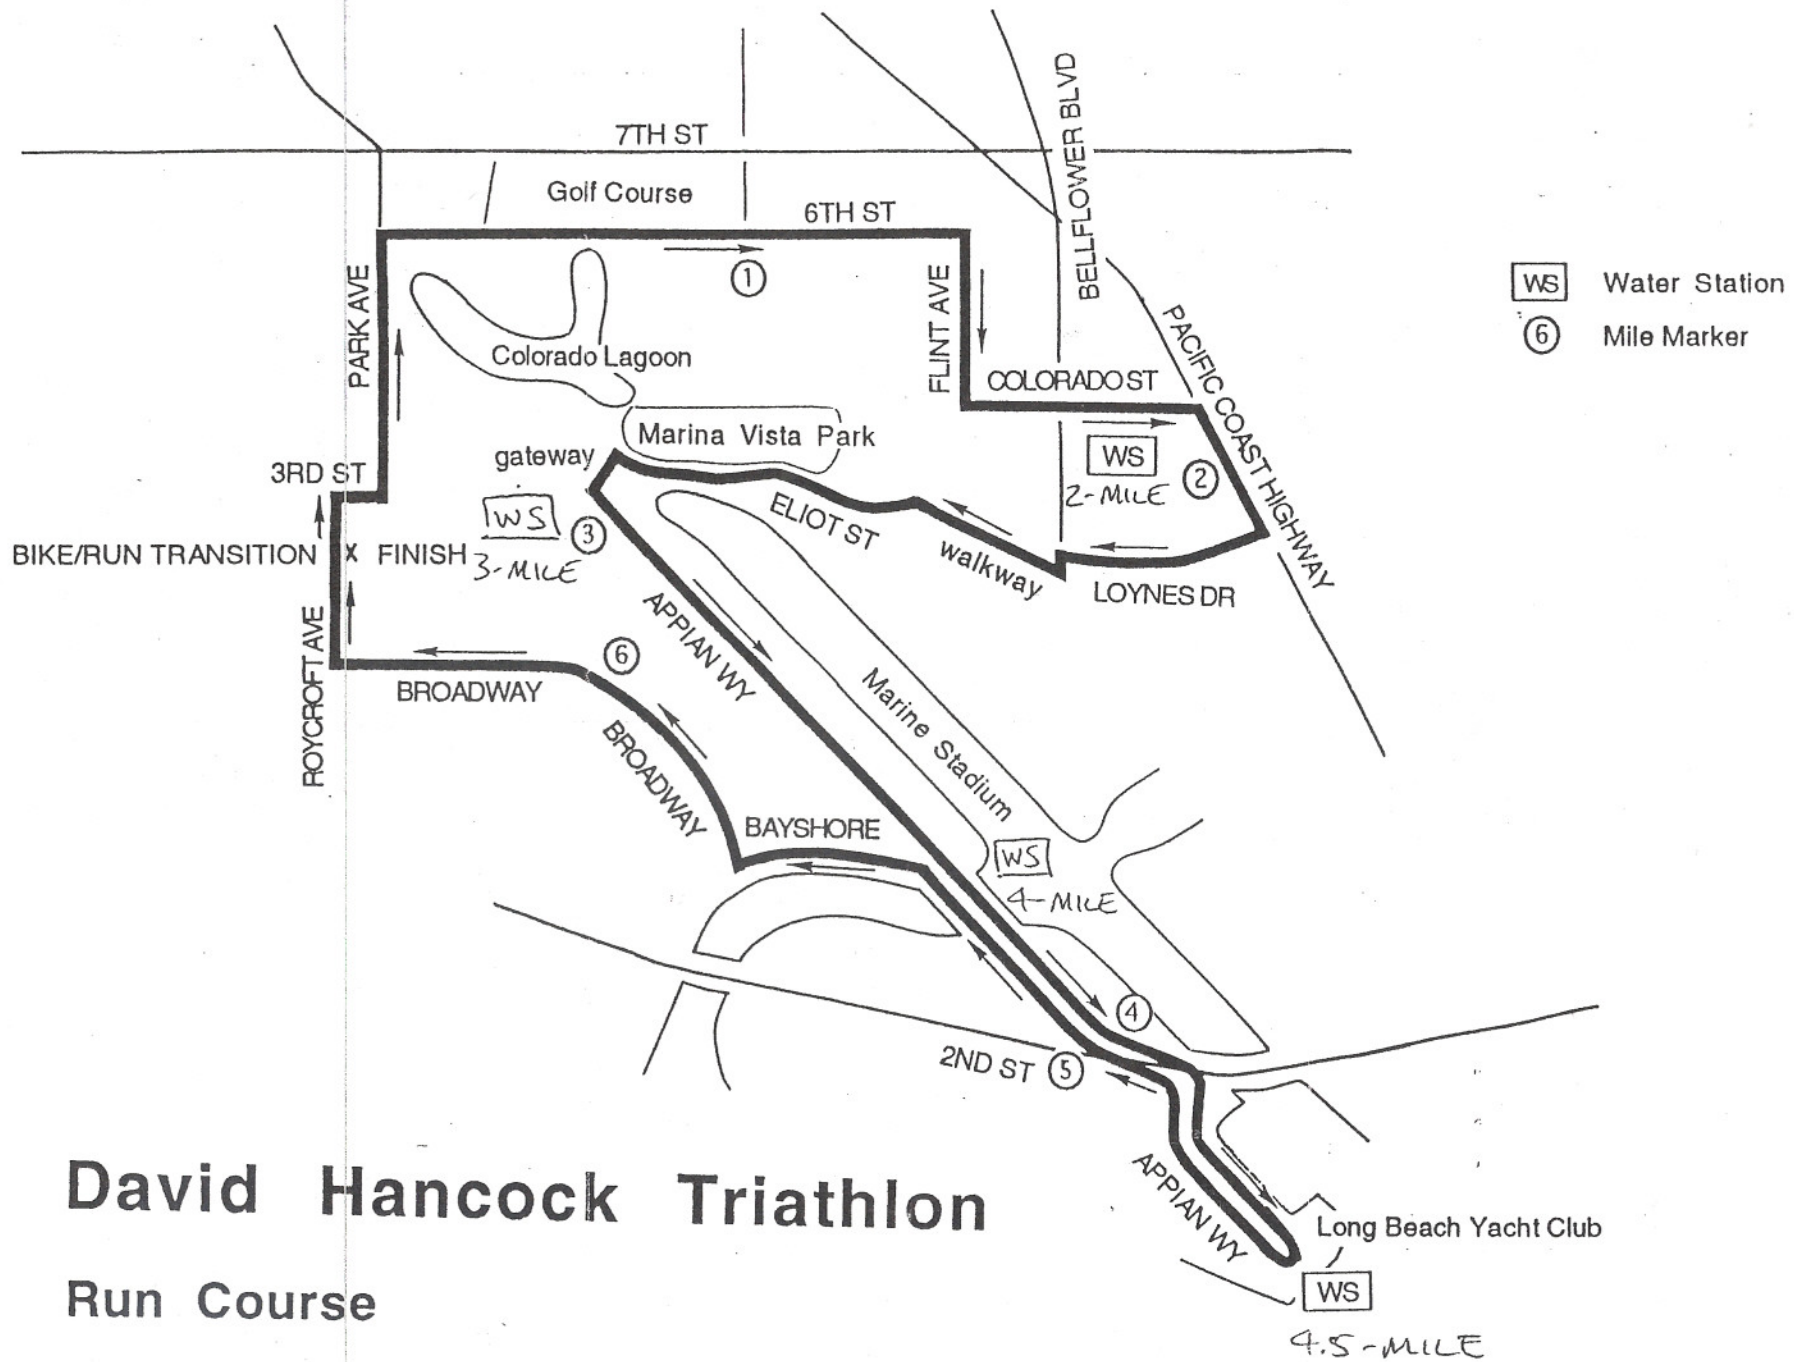 7TH ST
Golf Course
6TH ST
BELLFLOWER BLVD
1
PARK AVE
FLINT AVE
WS Water Station
6 Mile Marker
Colorado Lagoon
COLORADO ST
PACIFIC COAST HIGHWAY
Marina Vista Park
gateway
WS
2-MILE
2
3RD ST
WS
3
3-MILE
ELIOT ST
walkway
LOYNES DR
BIKE/RUN TRANSITION X FINISH
ROYCROFT AVE
APPIAN WY
6
BROADWAY
BROADWAY
Marine Stadium
BAYSHORE
WS
4-MILE
4
2ND ST
5
APPIAN WY
Long Beach Yacht Club
WS
4.5-MILE
David Hancock Triathlon
Run Course